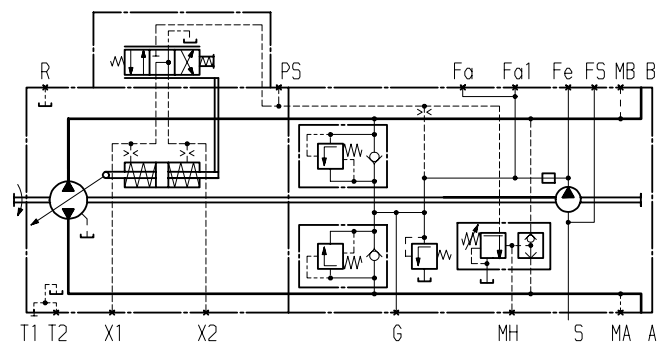 R PS Fa Fa1 Fe FS MB B
T1 T2 X1 X2 G MH S MA A